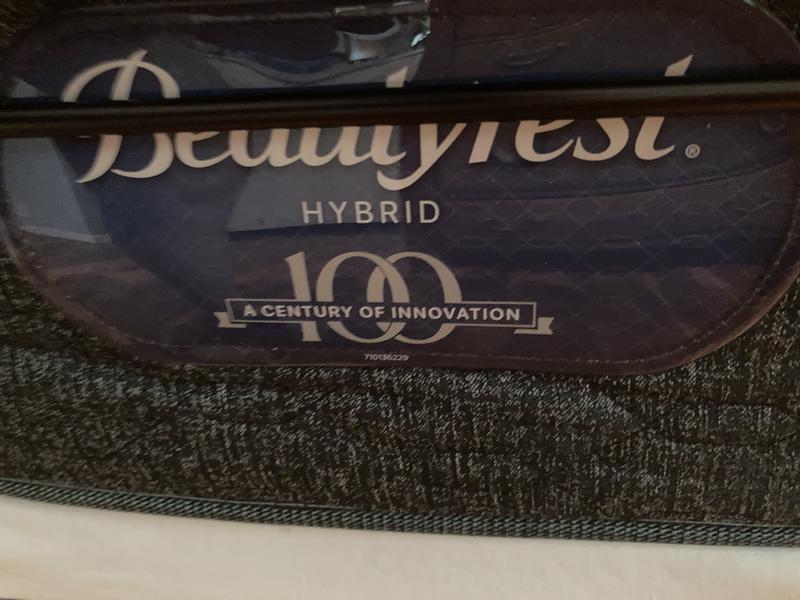 Beautyrest®
HYBRID
100
A CENTURY OF INNOVATION
710136229